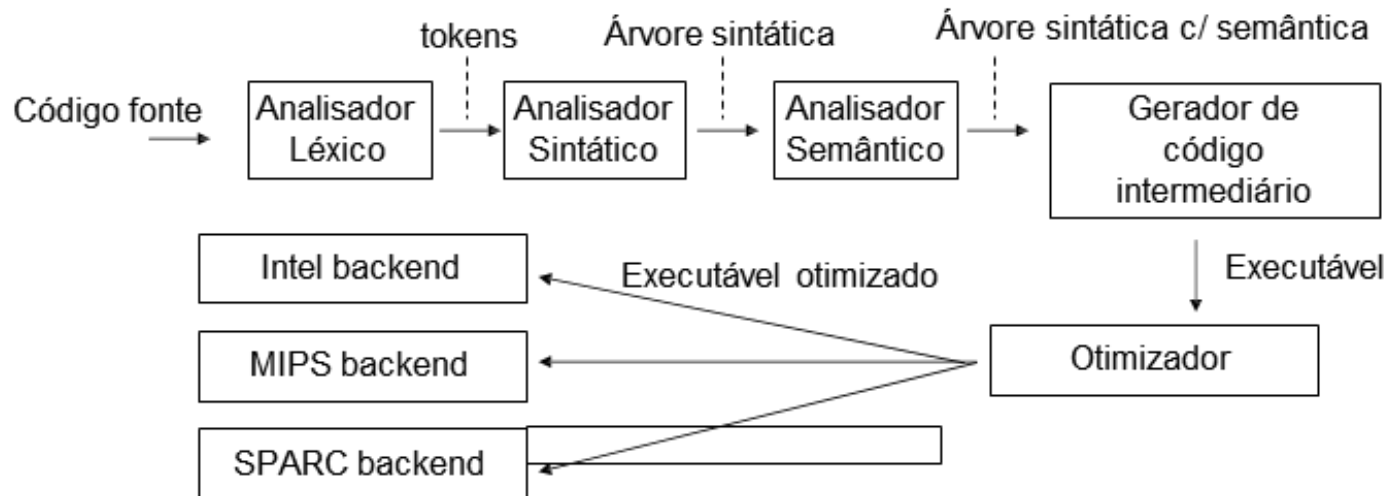 tokens
Árvore sintática
Árvore sintática c/ semântica
Código fonte
Analisador
Léxico
Analisador
Sintático
Analisador
Semântico
Gerador de
código
intermediário
Intel backend
Executável otimizado
Executável
MIPS backend
Otimizador
SPARC backend